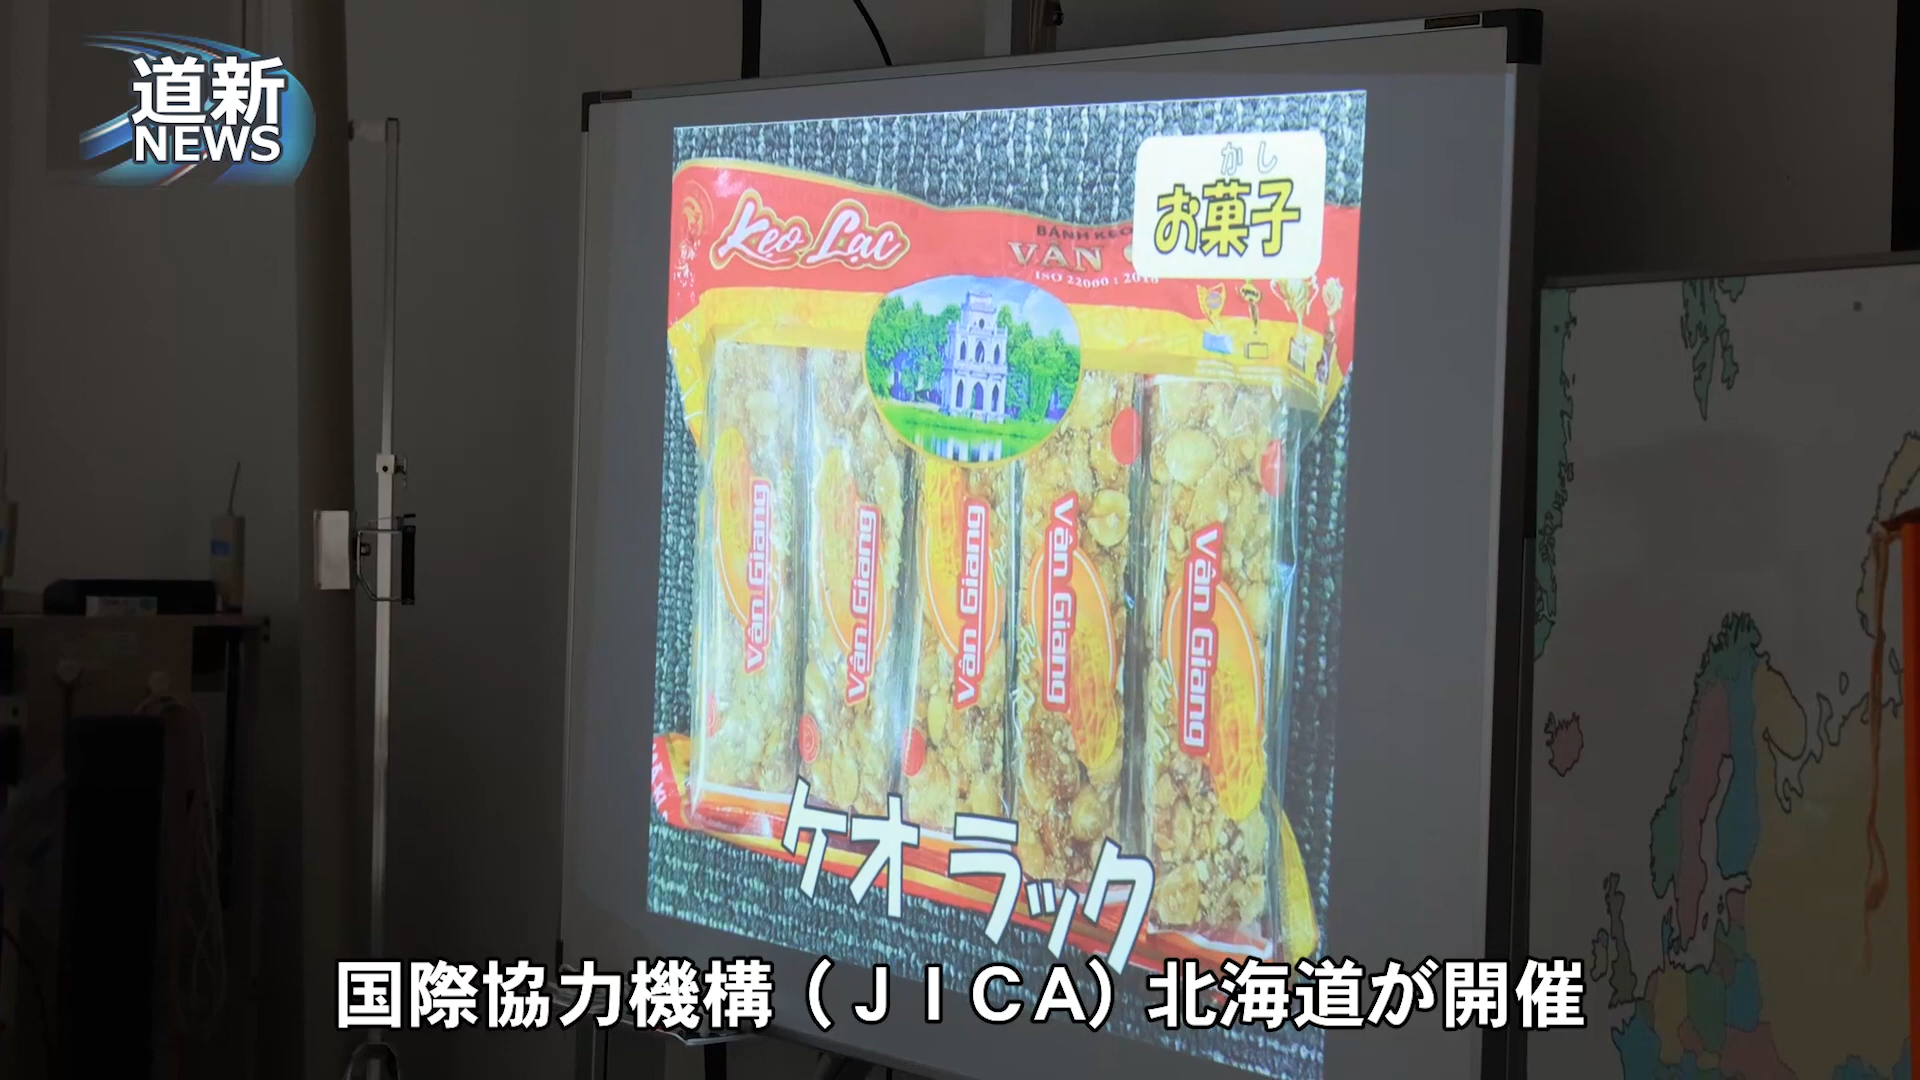 道新
NEWS
かし
お菓子
Kẹo Lạc
BÁNH KẸO
VÂN
ISO 22000 : 2018
Vân Giang
Vân Giang
Vân Giang
Vân Giang
Vân Giang
ケオラック
国際協力機構（ＪＩＣＡ）北海道が開催